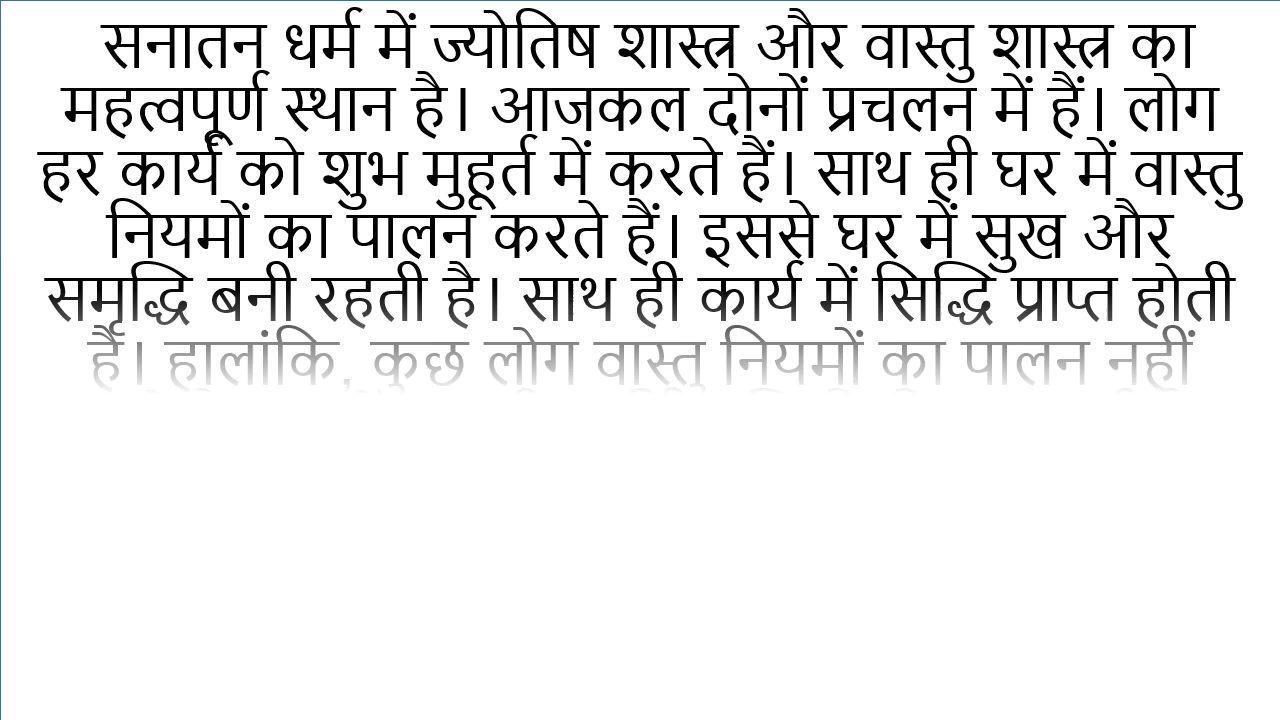 सनातन धर्म में ज्योतिष शास्त्र और वास्तु शास्त्र का
महत्वपूर्ण स्थान है। आजकल दोनों प्रचलन में हैं। लोग
हर कार्य को शुभ मुहूर्त में करते हैं। साथ ही घर में वास्तु
नियमों का पालन करते हैं। इससे घर में सुख और
समृद्धि बनी रहती है। साथ ही कार्य में सिद्धि प्राप्त होती
है। हालांकि, कुछ लोग वास्तु नियमों का पालन नहीं